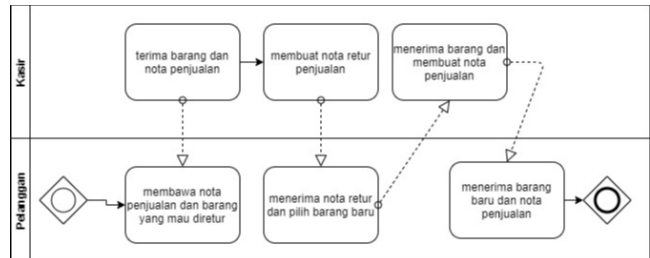 Kasir
terima barang dan
nota penjualan
membuat nota retur
penjualan
menerima barang dan
membuat nota
penjualan
Pelanggan
membawa nota
penjualan dan barang
yang mau diretur
menerima nota retur
dan pilih barang baru
menerima barang
baru dan nota
penjualan